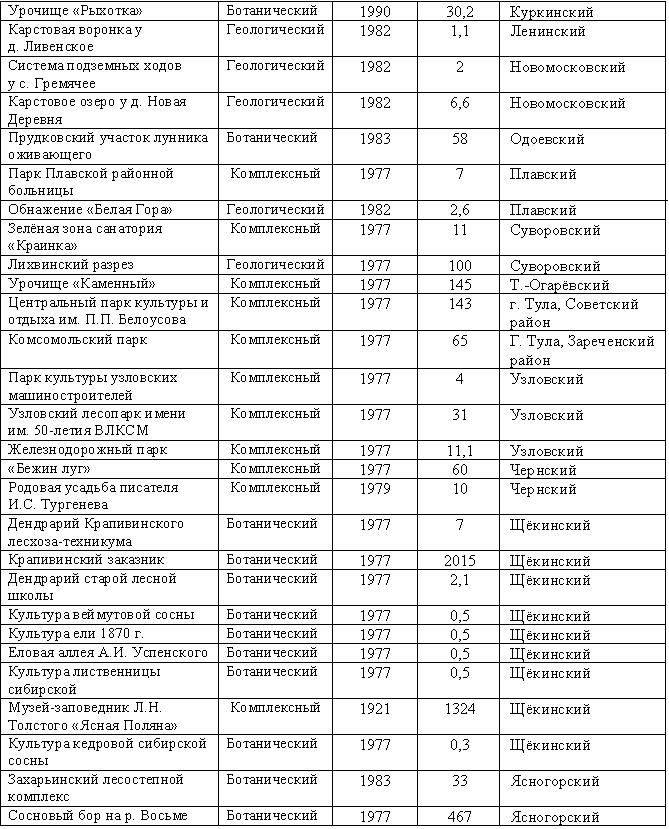 Урочище «Рыхотка» Ботанический 1990 30,2 Куркинский
Карстовая воронка у Геологический 1982 1,1 Ленинский
д. Ливенское
Система подземных ходов Геологический 1982 2 Новомосковский
у с. Гремячее
Карстовое озеро у д. Новая Геологический 1982 6,6 Новомосковский
Деревня
Прудковский участок лунника Ботанический 1983 58 Одоевский
оживающего
Парк Плавской районной Комплексный 1977 7 Плавский
больницы
Обнажение «Белая Гора» Геологический 1982 2,6 Плавский
Зелёная зона санатория Комплексный 1977 11 Суворовский
«Краинка»
Лихвинский разрез Геологический 1977 100 Суворовский
Урочище «Каменный» Комплексный 1977 145 Т.-Огарёвский
Центральный парк культуры и Комплексный 1977 143 г. Тула, Советский
отдыха им. П.П. Белоусова район
Комсомольский парк Комплексный 1977 65 Г. Тула, Зареченский
район
Парк культуры узловских Комплексный 1977 4 Узловский
машиностроителей
Узловский лесопарк имени Комплексный 1977 31 Узловский
им. 50-летия ВЛКСМ
Железнодорожный парк Комплексный 1977 11,1 Узловский
«Бежин луг» Комплексный 1977 60 Чернский
Родовая усадьба писателя Комплексный 1979 10 Чернский
И.С. Тургенева
Дендрарий Крапивинского Ботанический 1977 7 Щёкинский
лесхоза-техникума
Крапивинский заказник Ботанический 1977 2015 Щёкинский
Дендрарий старой лесной Ботанический 1977 2,1 Щёкинский
школы
Культура веймутовой сосны Ботанический 1977 0,5 Щёкинский
Культура ели 1870 г. Ботанический 1977 0,5 Щёкинский
Еловая аллея А.И. Успенского Ботанический 1977 0,5 Щёкинский
Культура лиственницы Ботанический 1977 0,5 Щёкинский
сибирской
Музей-заповедник Л.Н. Комплексный 1921 1324 Щёкинский
Толстого «Ясная Поляна»
Культура кедровой сибирской Ботанический 1977 0,3 Щёкинский
сосны
Захарьинский лесостепной Ботанический 1983 33 Ясногорский
комплекс
Сосновый бор на р. Восьме Ботанический 1977 467 Ясногорский